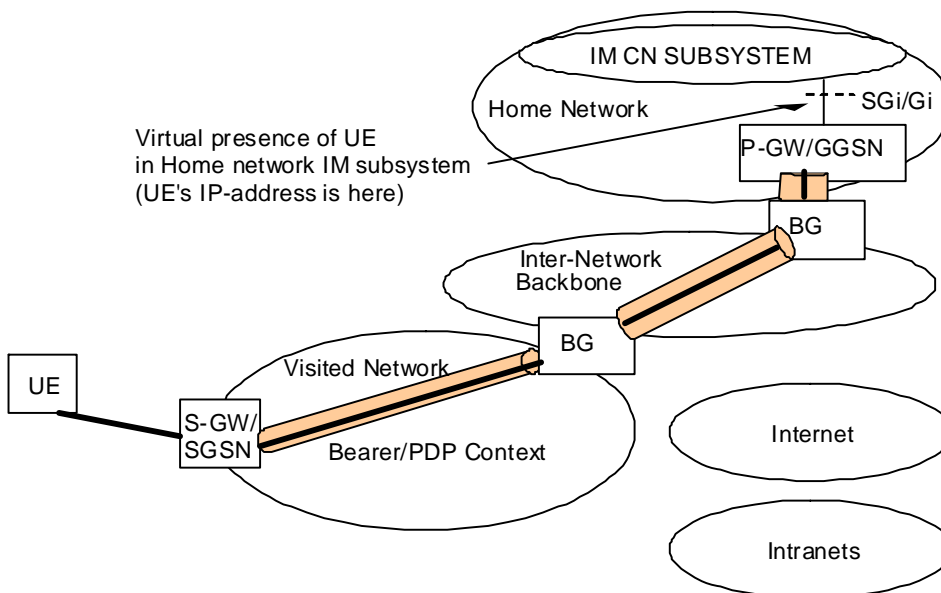 IM CN SUBSYSTEM
SGi/Gi
Home Network
Virtual presence of UE
in Home network IM subsystem
(UE's IP-address is here)
P-GW/GGSN
BG
Inter-Network
Backbone
BG
Visited Network
UE
S-GW/
SGSN
Bearer/PDP Context
Internet
Intranets